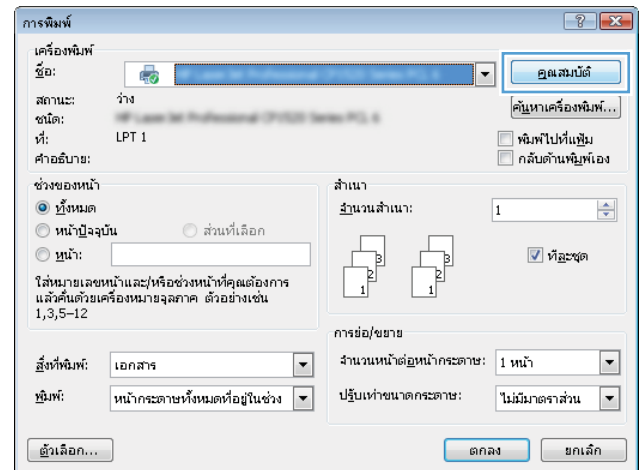 การพิมพ์
เครื่องพิมพ์
ชื่อ:
คุณสมบัติ
สถานะ: ว่าง
ค้นหาเครื่องพิมพ์...
ชนิด:
ที่: LPT 1
พิมพ์ไปที่แฟ้ม
คำอธิบาย:
กลับด้านพิมพ์เอง
ช่วงของหน้า
ทั้งหมด
หน้าปัจจุบัน ส่วนที่เลือก
หน้า:
ใส่หมายเลขหน้าและ/หรือช่วงหน้าที่คุณต้องการ
แล้วคั่นด้วยเครื่องหมายจุลภาค ตัวอย่างเช่น
1,3,5–12
สำเนา
จำนวนสำเนา: 1
3 3
2 2
1 1
ทีละชุด
สิ่งที่พิมพ์: เอกสาร
พิมพ์: หน้ากระดาษทั้งหมดที่อยู่ในช่วง
การย่อ/ขยาย
จำนวนหน้าต่อหน้ากระดาษ: 1 หน้า
ปรับเท่าขนาดกระดาษ: ไม่มีมาตราส่วน
ตัวเลือก...
ตกลง ยกเลิก